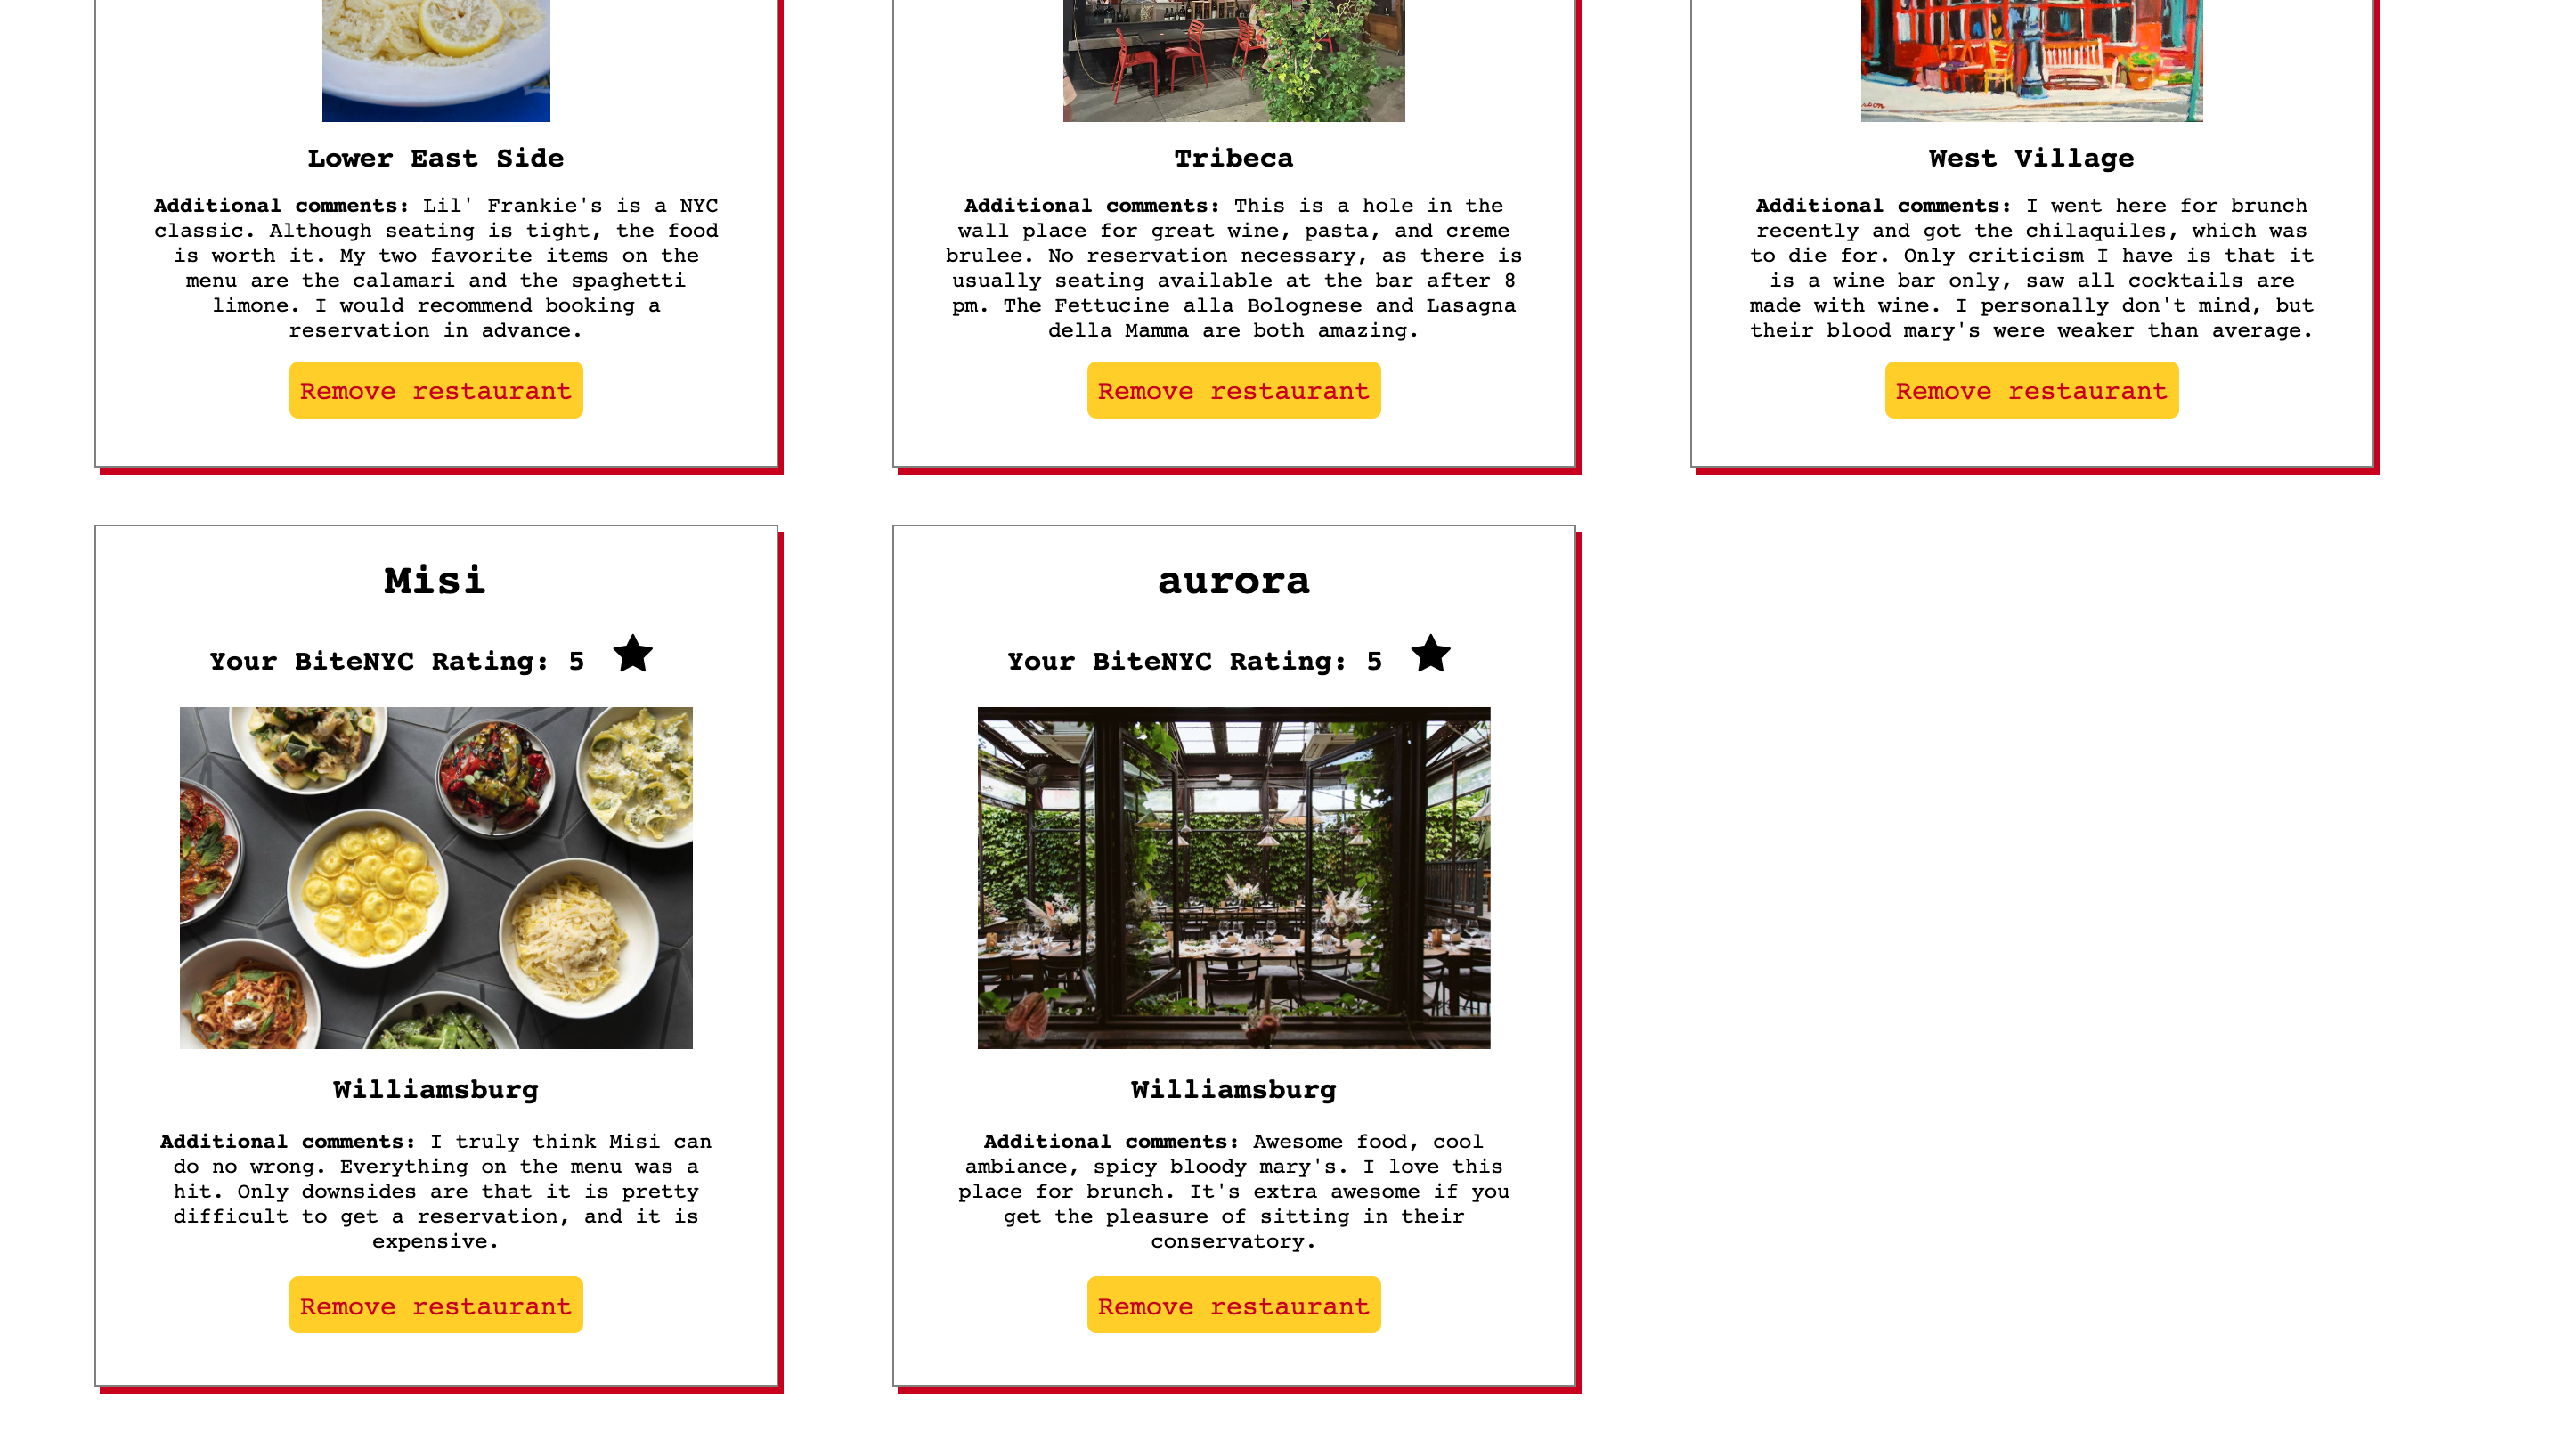 Lower East Side
Additional comments: Lil' Frankie's is a NYC
classic. Although seating is tight, the food
is worth it. My two favorite items on the
menu are the calamari and the spaghetti
limone. I would recommend booking a
reservation in advance.
Remove restaurant
Tribeca
Additional comments: This is a hole in the
wall place for great wine, pasta, and creme
brulee. No reservation necessary, as there is
usually seating available at the bar after 8
pm. The Fettucine alla Bolognese and Lasagna
della Mamma are both amazing.
Remove restaurant
West Village
Additional comments: I went here for brunch
recently and got the chilaquiles, which was
to die for. Only criticism I have is that it
is a wine bar only, saw all cocktails are
made with wine. I personally don't mind, but
their blood mary's were weaker than average.
Remove restaurant
Misi
Your BiteNYC Rating: 5
Williamsburg
Additional comments: I truly think Misi can
do no wrong. Everything on the menu was a
hit. Only downsides are that it is pretty
difficult to get a reservation, and it is
expensive.
Remove restaurant
aurora
Your BiteNYC Rating: 5
Williamsburg
Additional comments: Awesome food, cool
ambiance, spicy bloody mary's. I love this
place for brunch. It's extra awesome if you
get the pleasure of sitting in their
conservatory.
Remove restaurant